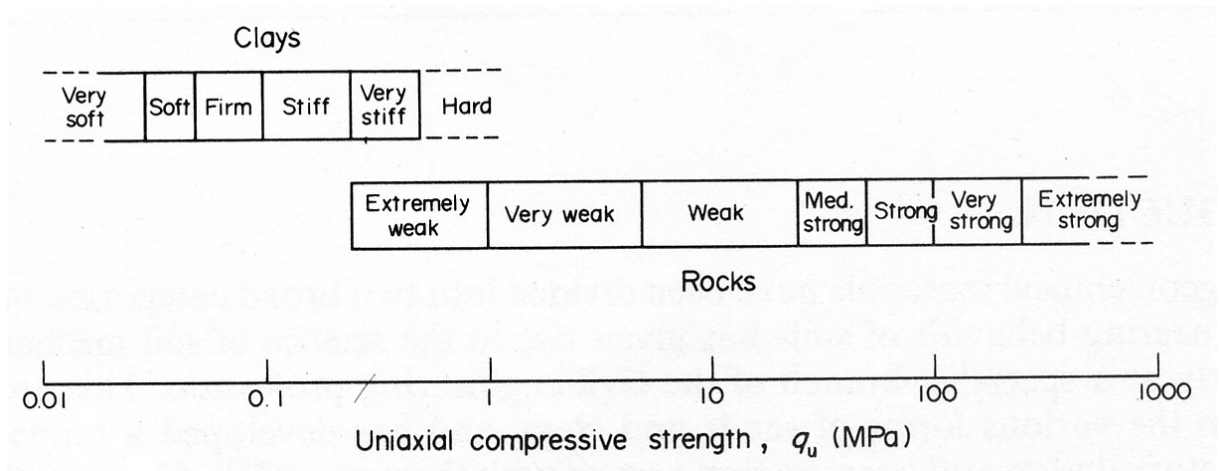 Clays
Very soft
Soft
Firm
Stiff
Very stiff
Hard
Extremely weak
Very weak
Weak
Med. strong
Strong
Very strong
Extremely strong
Rocks
0.01
0.1
1
10
100
1000
Uniaxial compressive strength, qu (MPa)